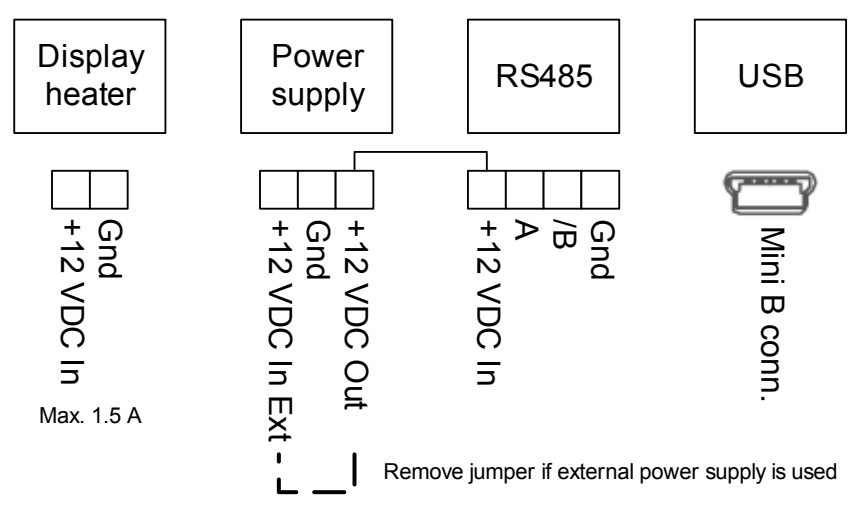 Display
heater
Power
supply
RS485
USB
+12 VDC In
Gnd
+12 VDC In Ext
Gnd
+12 VDC Out
+12 VDC In
A
/B
Gnd
Mini B conn.
Max. 1.5 A
Remove jumper if external power supply is used